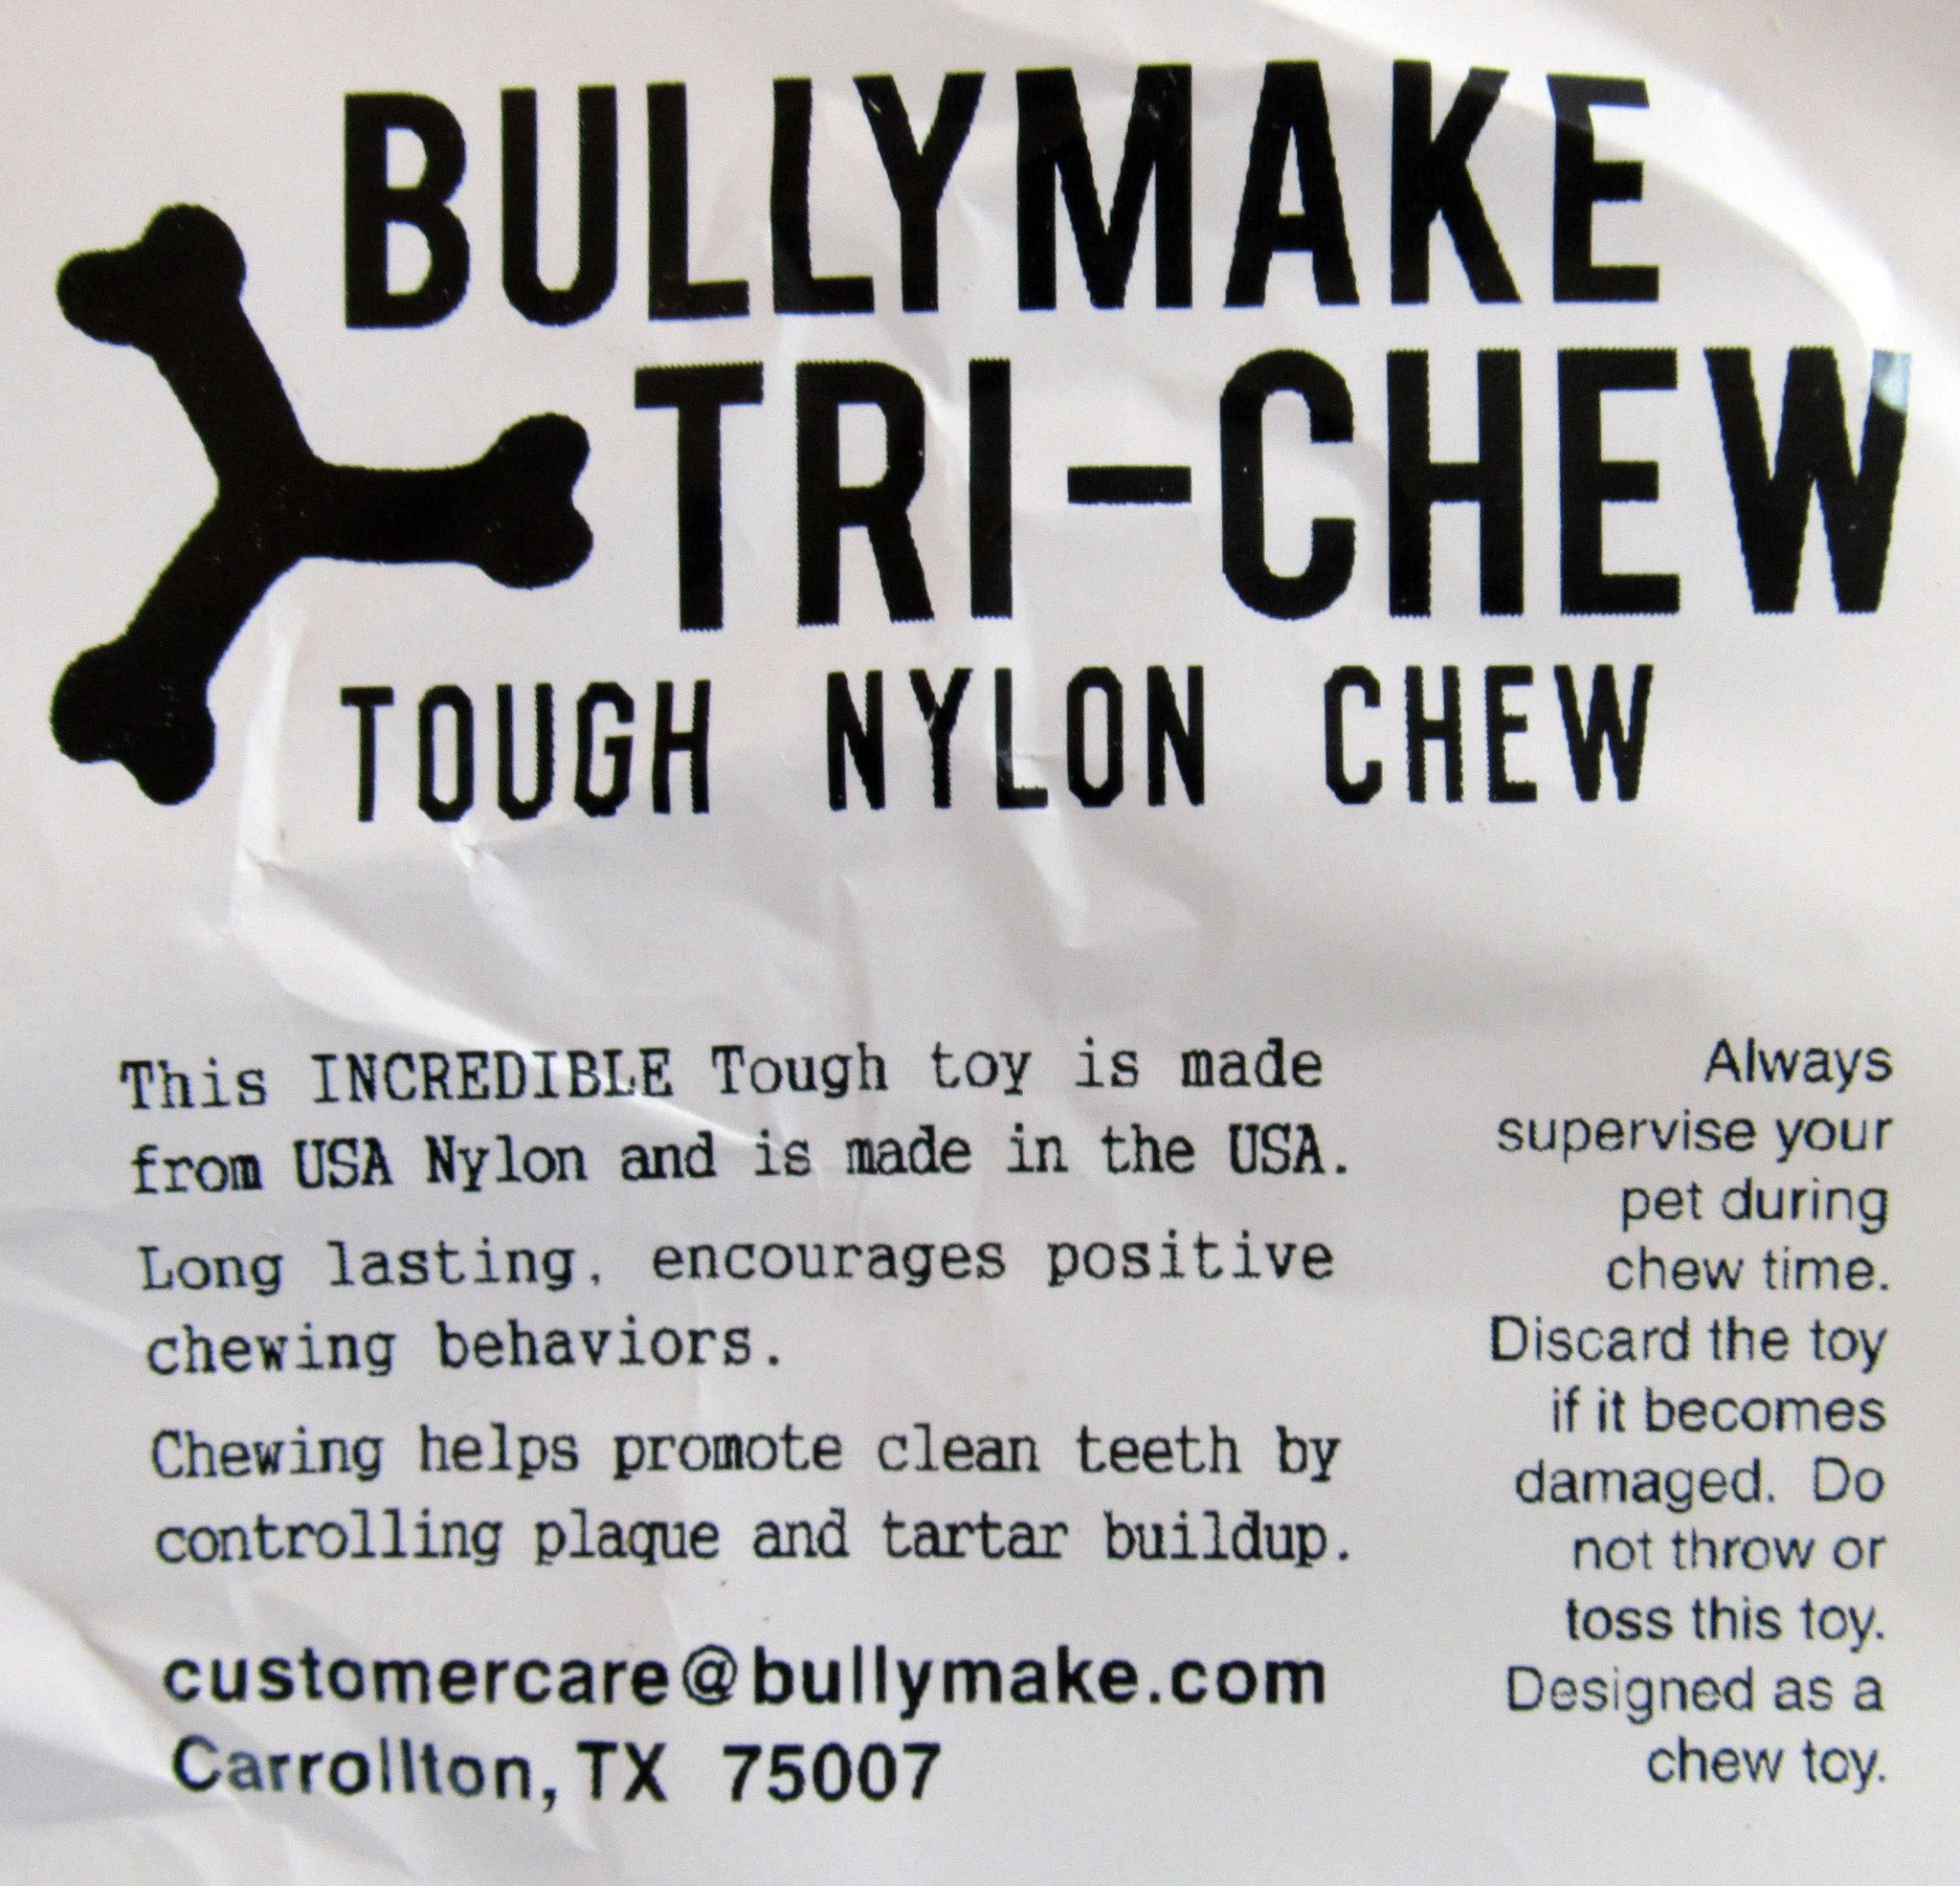 BULLYMAKE
TRI-CHEW
TOUGH NYLON CHEW
This INCREDIBLE Tough toy is made
from USA Nylon and is made in the USA.
Long lasting, encourages positive
chewing behaviors.
Chewing helps promote clean teeth by
controlling plaque and tartar buildup.
customercare@bullymake.com
Carrollton, TX 75007
Always
supervise your
pet during
chew time.
Discard the toy
if it becomes
damaged. Do
not throw or
toss this toy.
Designed as a
chew toy.